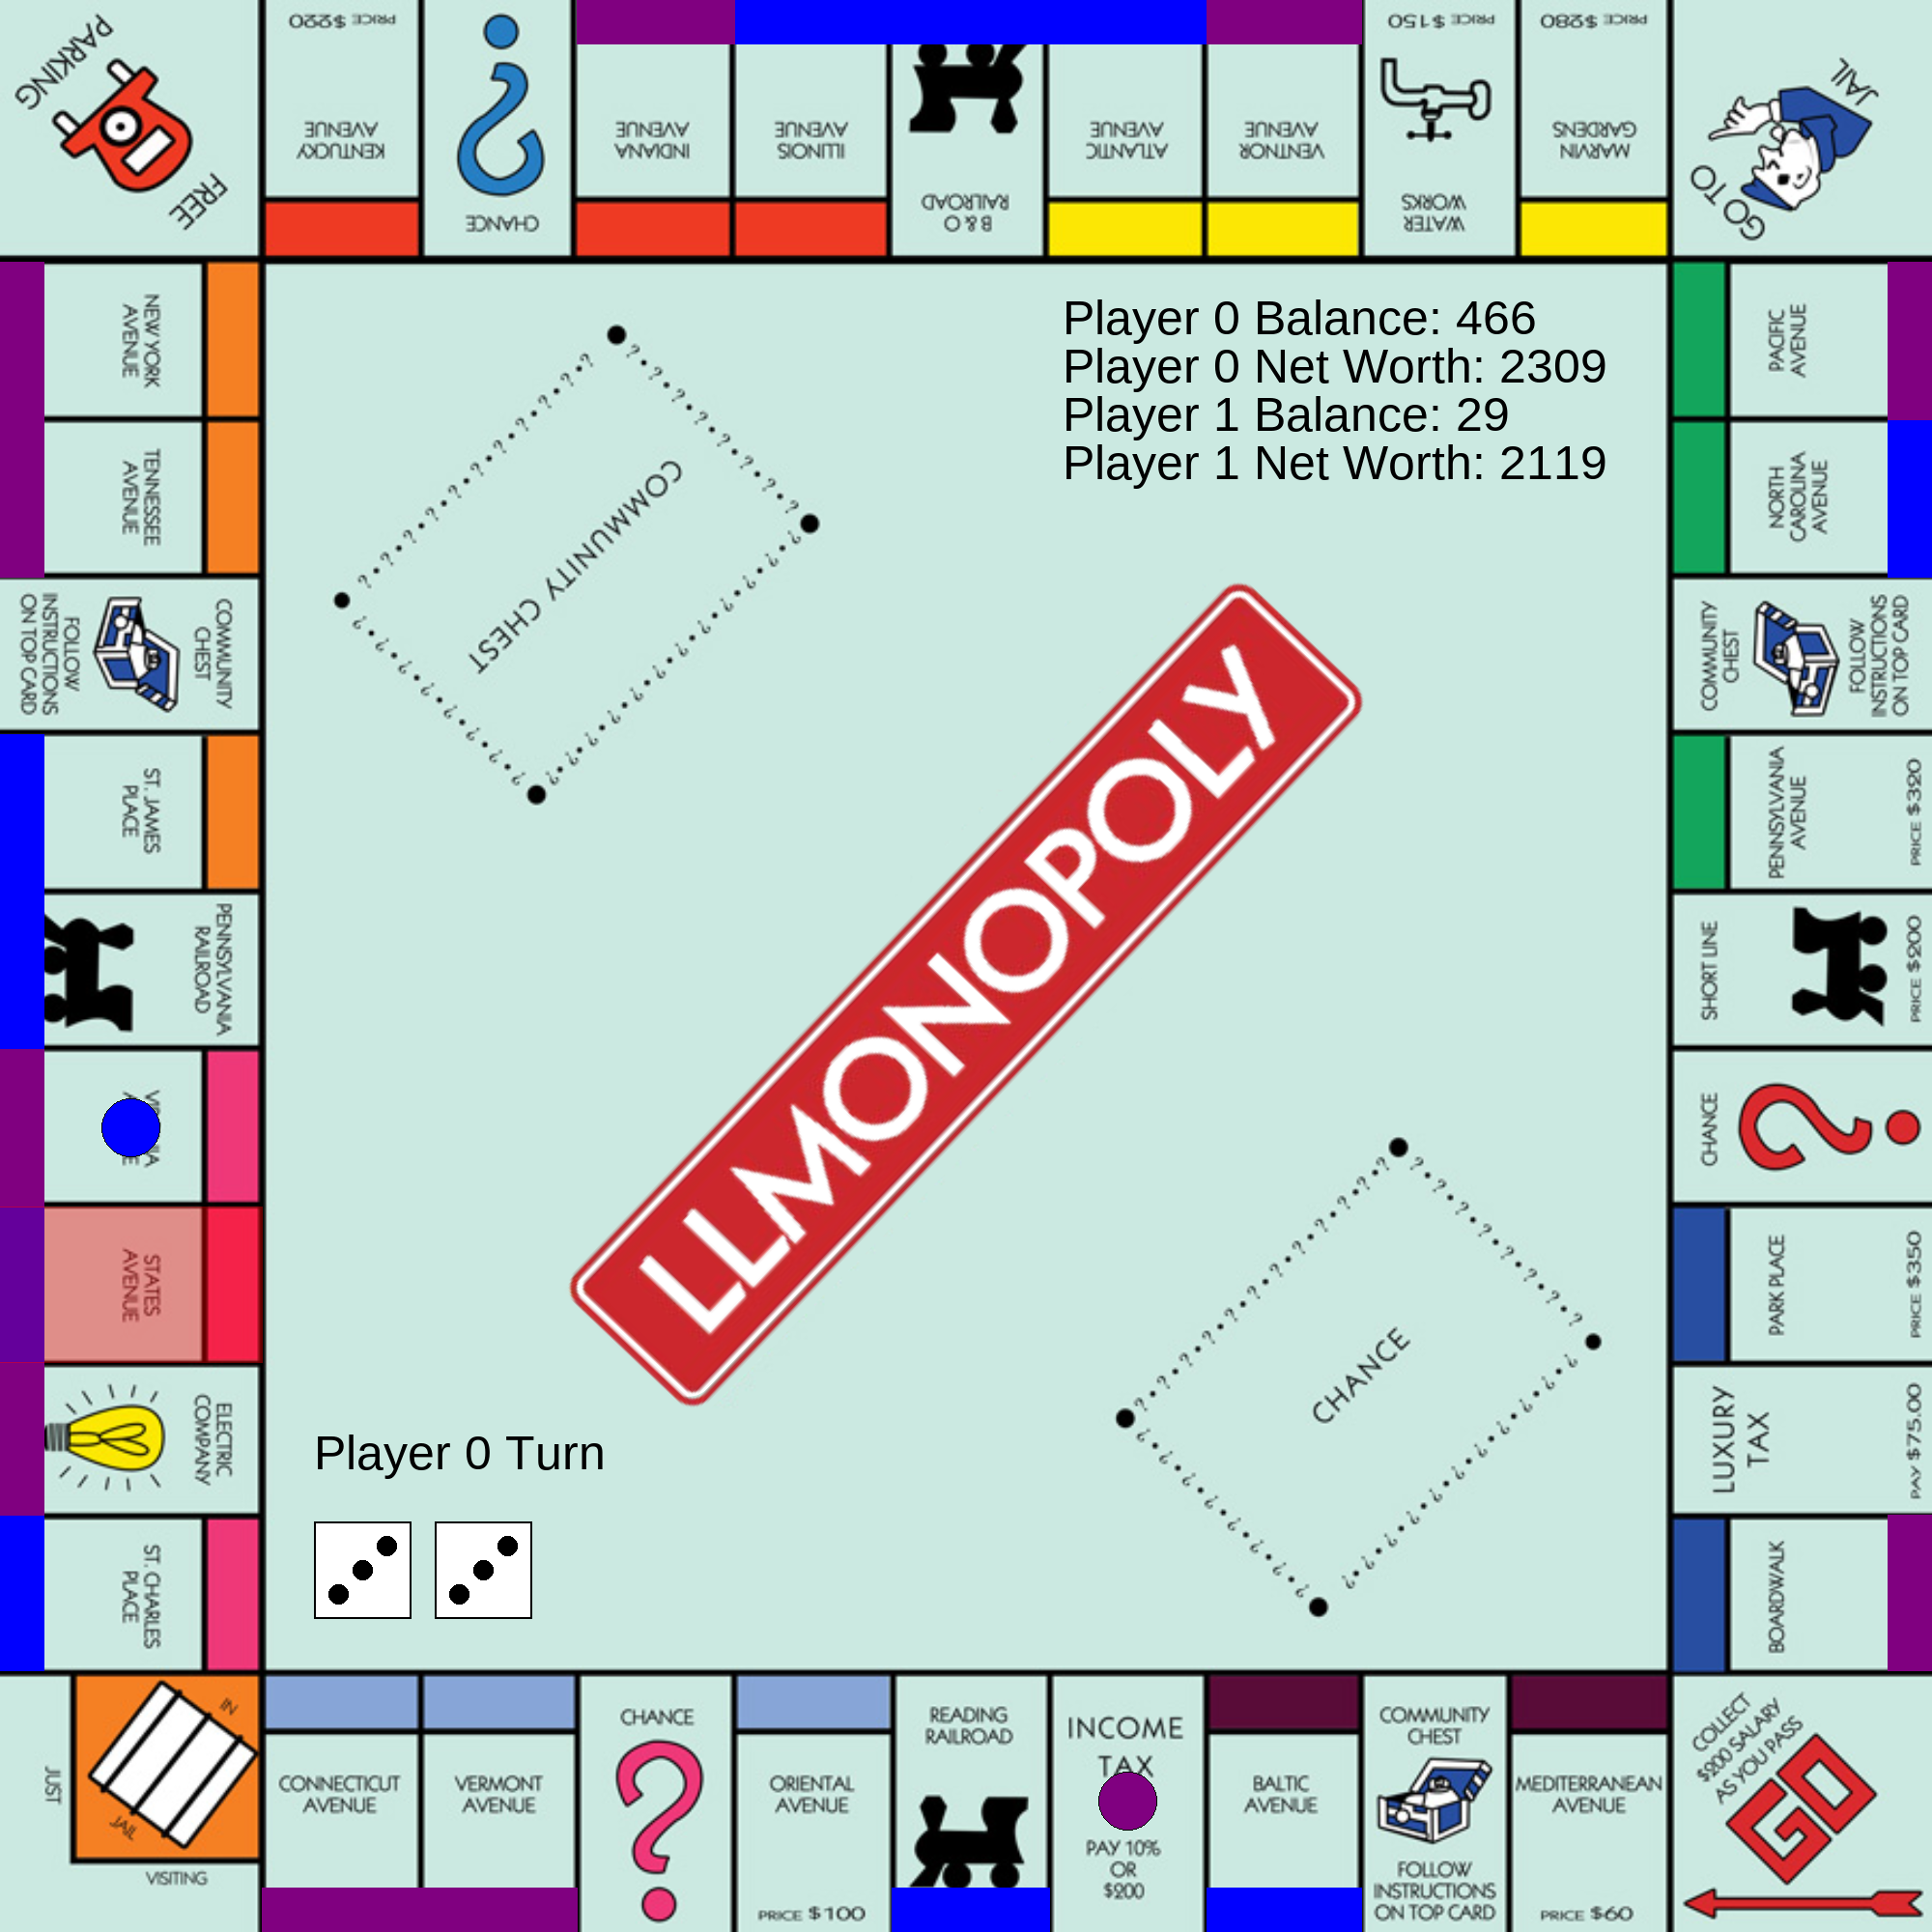 FREE
PARKING
PRICE $220
KENTUCKY
AVENUE
CHANCE
INDIANA
AVENUE
ILLINOIS
AVENUE
B & O
RAILROAD
ATLANTIC
AVENUE
VENTNOR
AVENUE
PRICE $150
WATER
WORKS
PRICE $280
MARVIN
GARDENS
GO TO
JAIL
NEW YORK
AVENUE
TENNESSEE
AVENUE
COMMUNITY
CHEST
FOLLOW
INSTRUCTIONS
ON TOP CARD
ST. JAMES
PLACE
PENNSYLVANIA
RAILROAD
STATES
AVENUE
ELECTRIC
COMPANY
ST. CHARLES
PLACE
Player 0 Balance: 466
Player 0 Net Worth: 2309
Player 1 Balance: 29
Player 1 Net Worth: 2119
COMMUNITY CHEST
LLMONOPOLY
CHANCE
Player 0 Turn
PACIFIC
AVENUE
NORTH
CAROLINA
AVENUE
COMMUNITY
CHEST
FOLLOW
INSTRUCTIONS
ON TOP CARD
PENNSYLVANIA
AVENUE
PRICE $320
SHORT LINE
PRICE $200
CHANCE
PARK PLACE
PRICE $350
LUXURY
TAX
PAY $75.00
BOARDWALK
JUST
VISITING
IN
JAIL
CONNECTICUT
AVENUE
VERMONT
AVENUE
CHANCE
ORIENTAL
AVENUE
PRICE $100
READING
RAILROAD
INCOME
TAX
PAY 10%
OR
$200
BALTIC
AVENUE
COMMUNITY
CHEST
FOLLOW
INSTRUCTIONS
ON TOP CARD
MEDITERRANEAN
AVENUE
PRICE $60
COLLECT
$200 SALARY
AS YOU PASS
GO